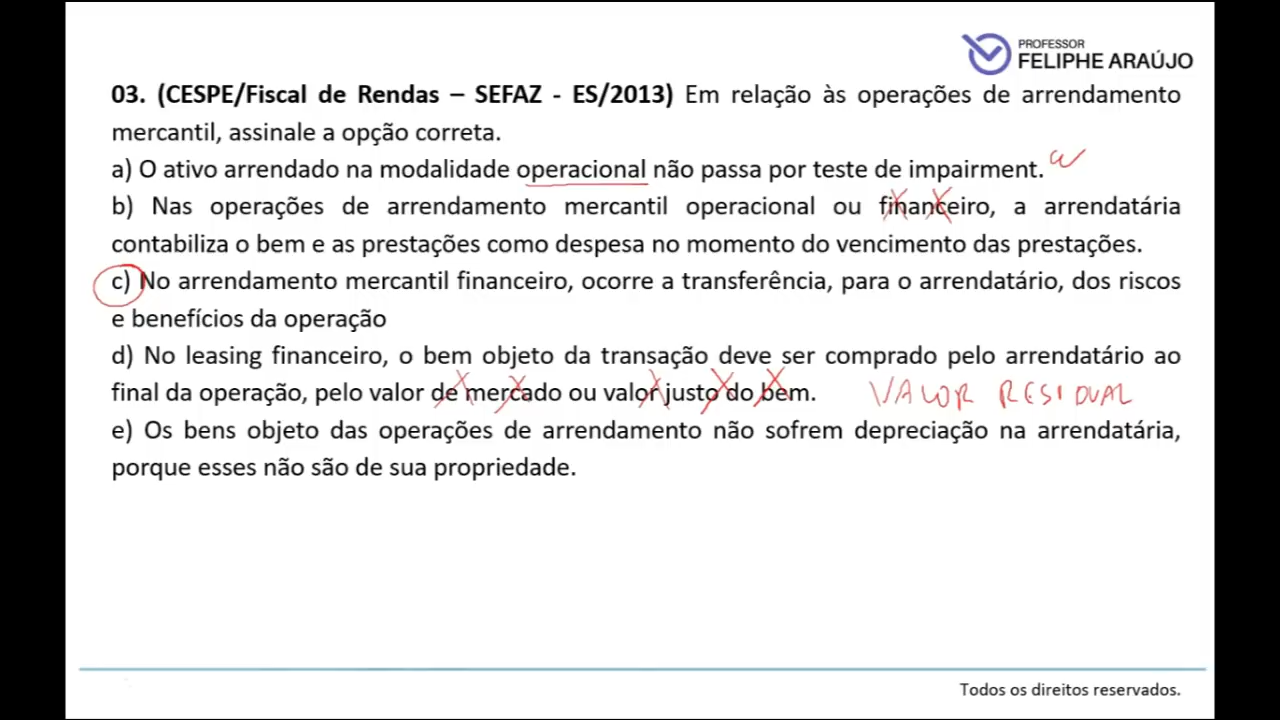 PROFESSOR
FELIPHE ARAÚJO
03. (CESPE/Fiscal de Rendas – SEFAZ - ES/2013) Em relação às operações de arrendamento
mercantil, assinale a opção correta.
a) O ativo arrendado na modalidade operacional não passa por teste de impairment.
b) Nas operações de arrendamento mercantil operacional ou financeiro, a arrendatária
contabiliza o bem e as prestações como despesa no momento do vencimento das prestações.
c) No arrendamento mercantil financeiro, ocorre a transferência, para o arrendatário, dos riscos
e benefícios da operação
d) No leasing financeiro, o bem objeto da transação deve ser comprado pelo arrendatário ao
final da operação, pelo valor de mercado ou valor justo do bem. VALOR RESIDUAL
e) Os bens objeto das operações de arrendamento não sofrem depreciação na arrendatária,
porque esses não são de sua propriedade.
Todos os direitos reservados.